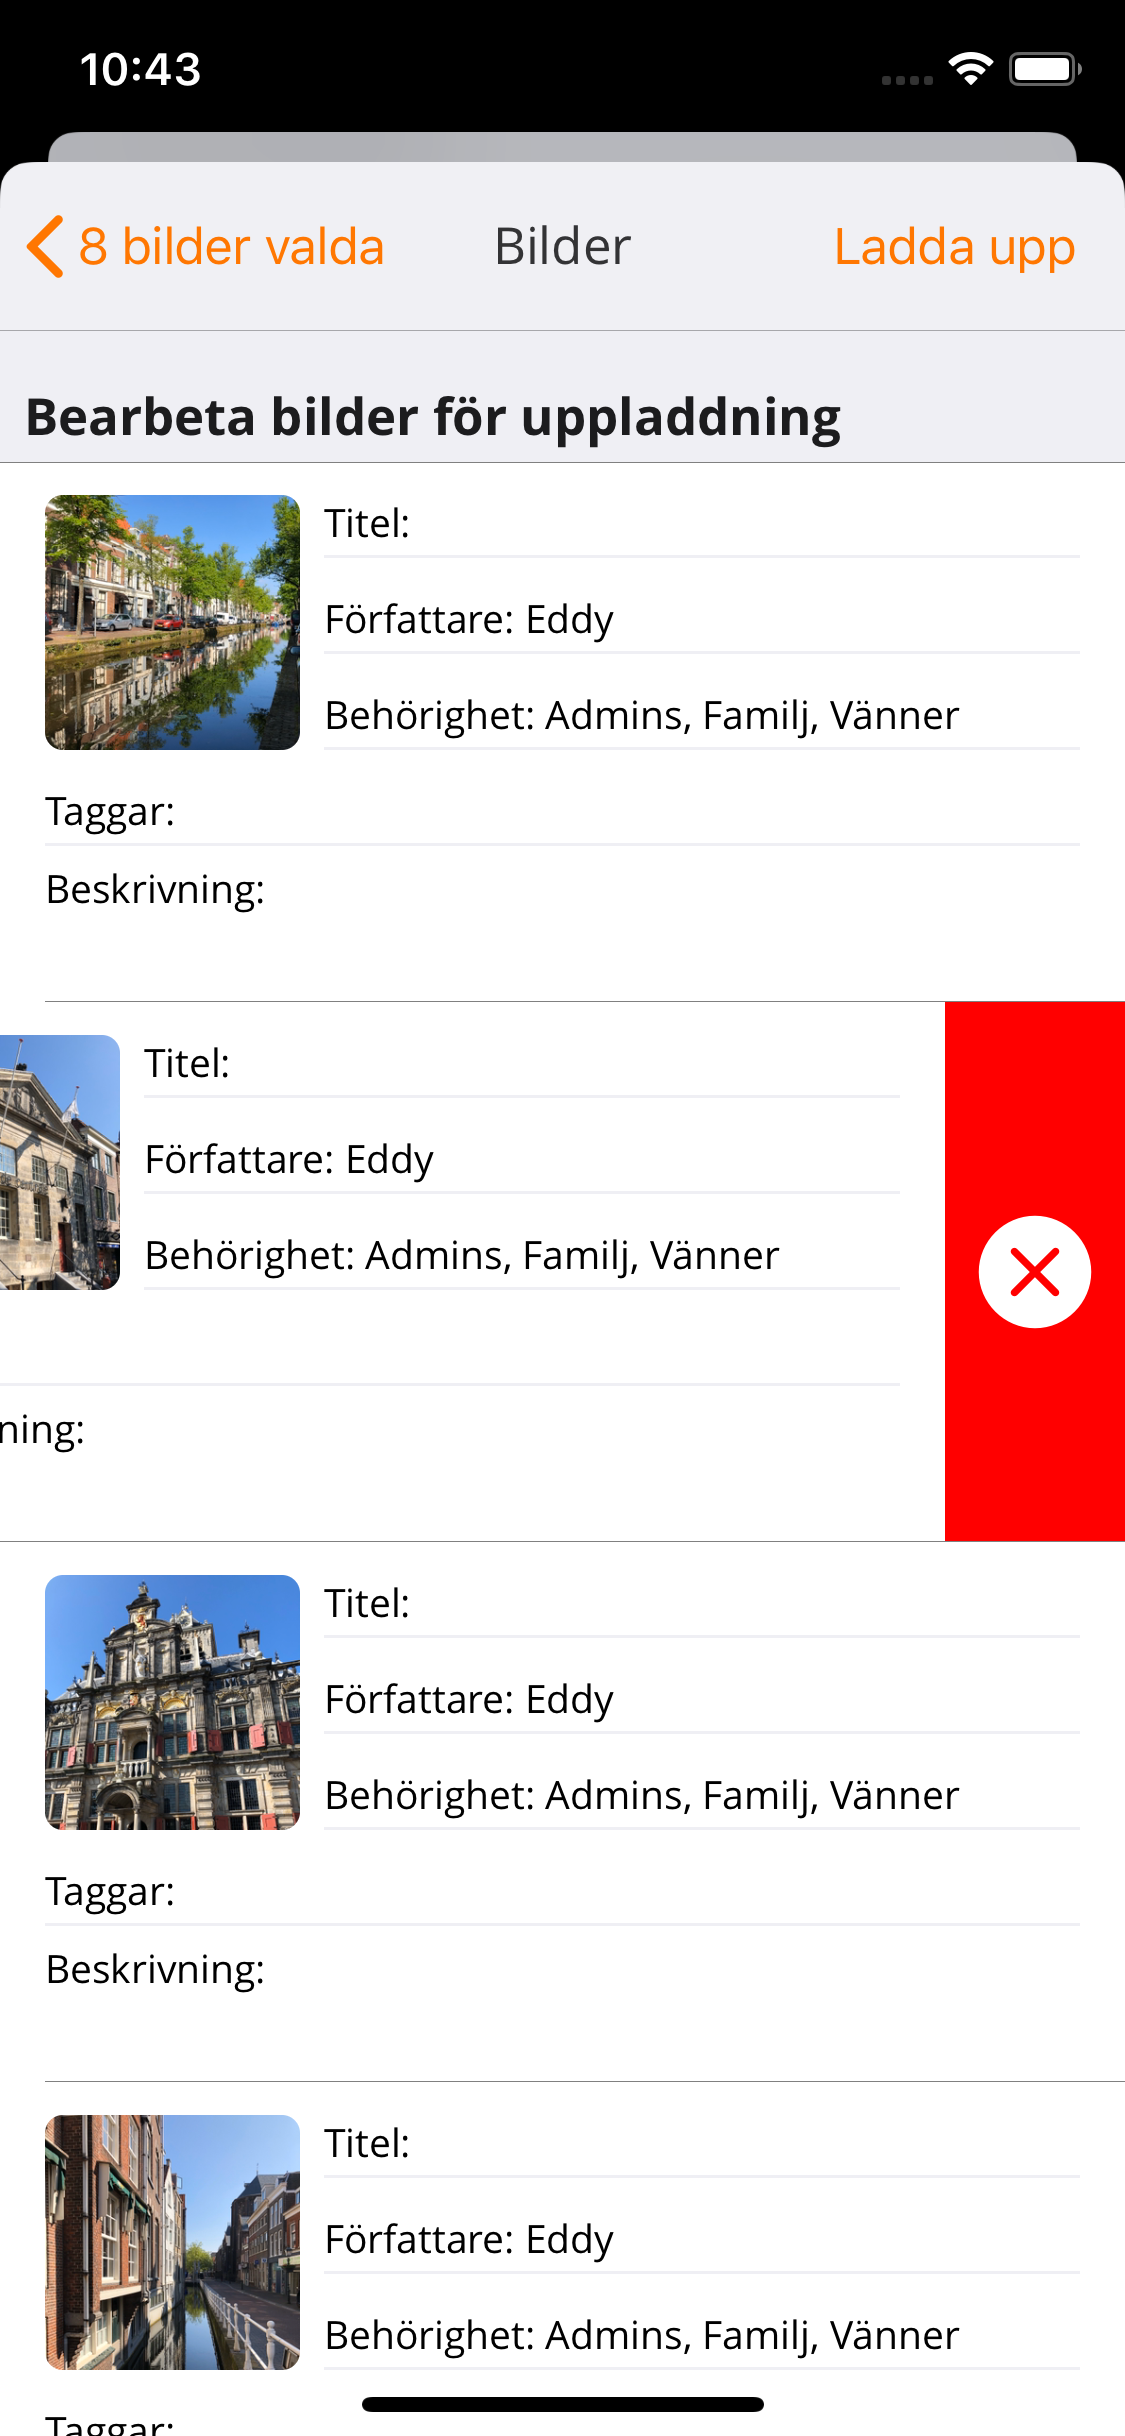 10:43
8 bilder valda
Bilder
Ladda upp
Bearbeta bilder för uppladdning
Titel:
Författare: Eddy
Behörighet: Admins, Familj, Vänner
Taggar:
Beskrivning:
Titel:
Författare: Eddy
Behörighet: Admins, Familj, Vänner
ning:
Titel:
Författare: Eddy
Behörighet: Admins, Familj, Vänner
Taggar:
Beskrivning:
Titel:
Författare: Eddy
Behörighet: Admins, Familj, Vänner
Taggar: